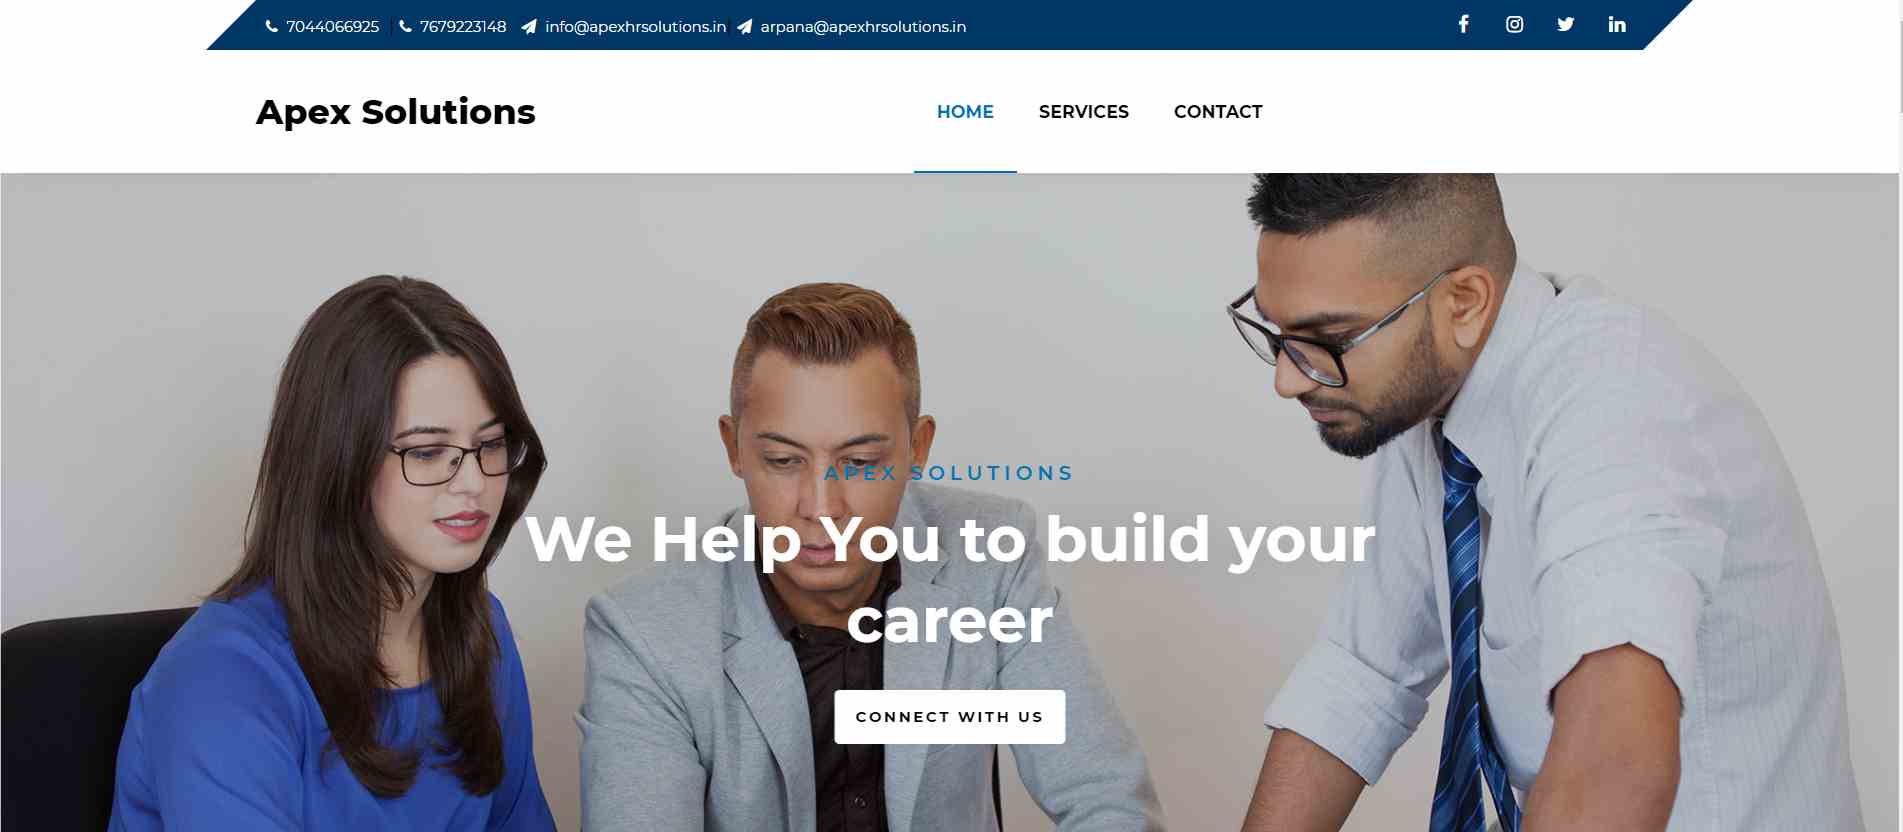 7044066925 | 7679223148 info@apexhrsolutions.in | arpana@apexhrsolutions.in
Apex Solutions
HOME SERVICES CONTACT
APEX SOLUTIONS
We Help You to build your
career
CONNECT WITH US